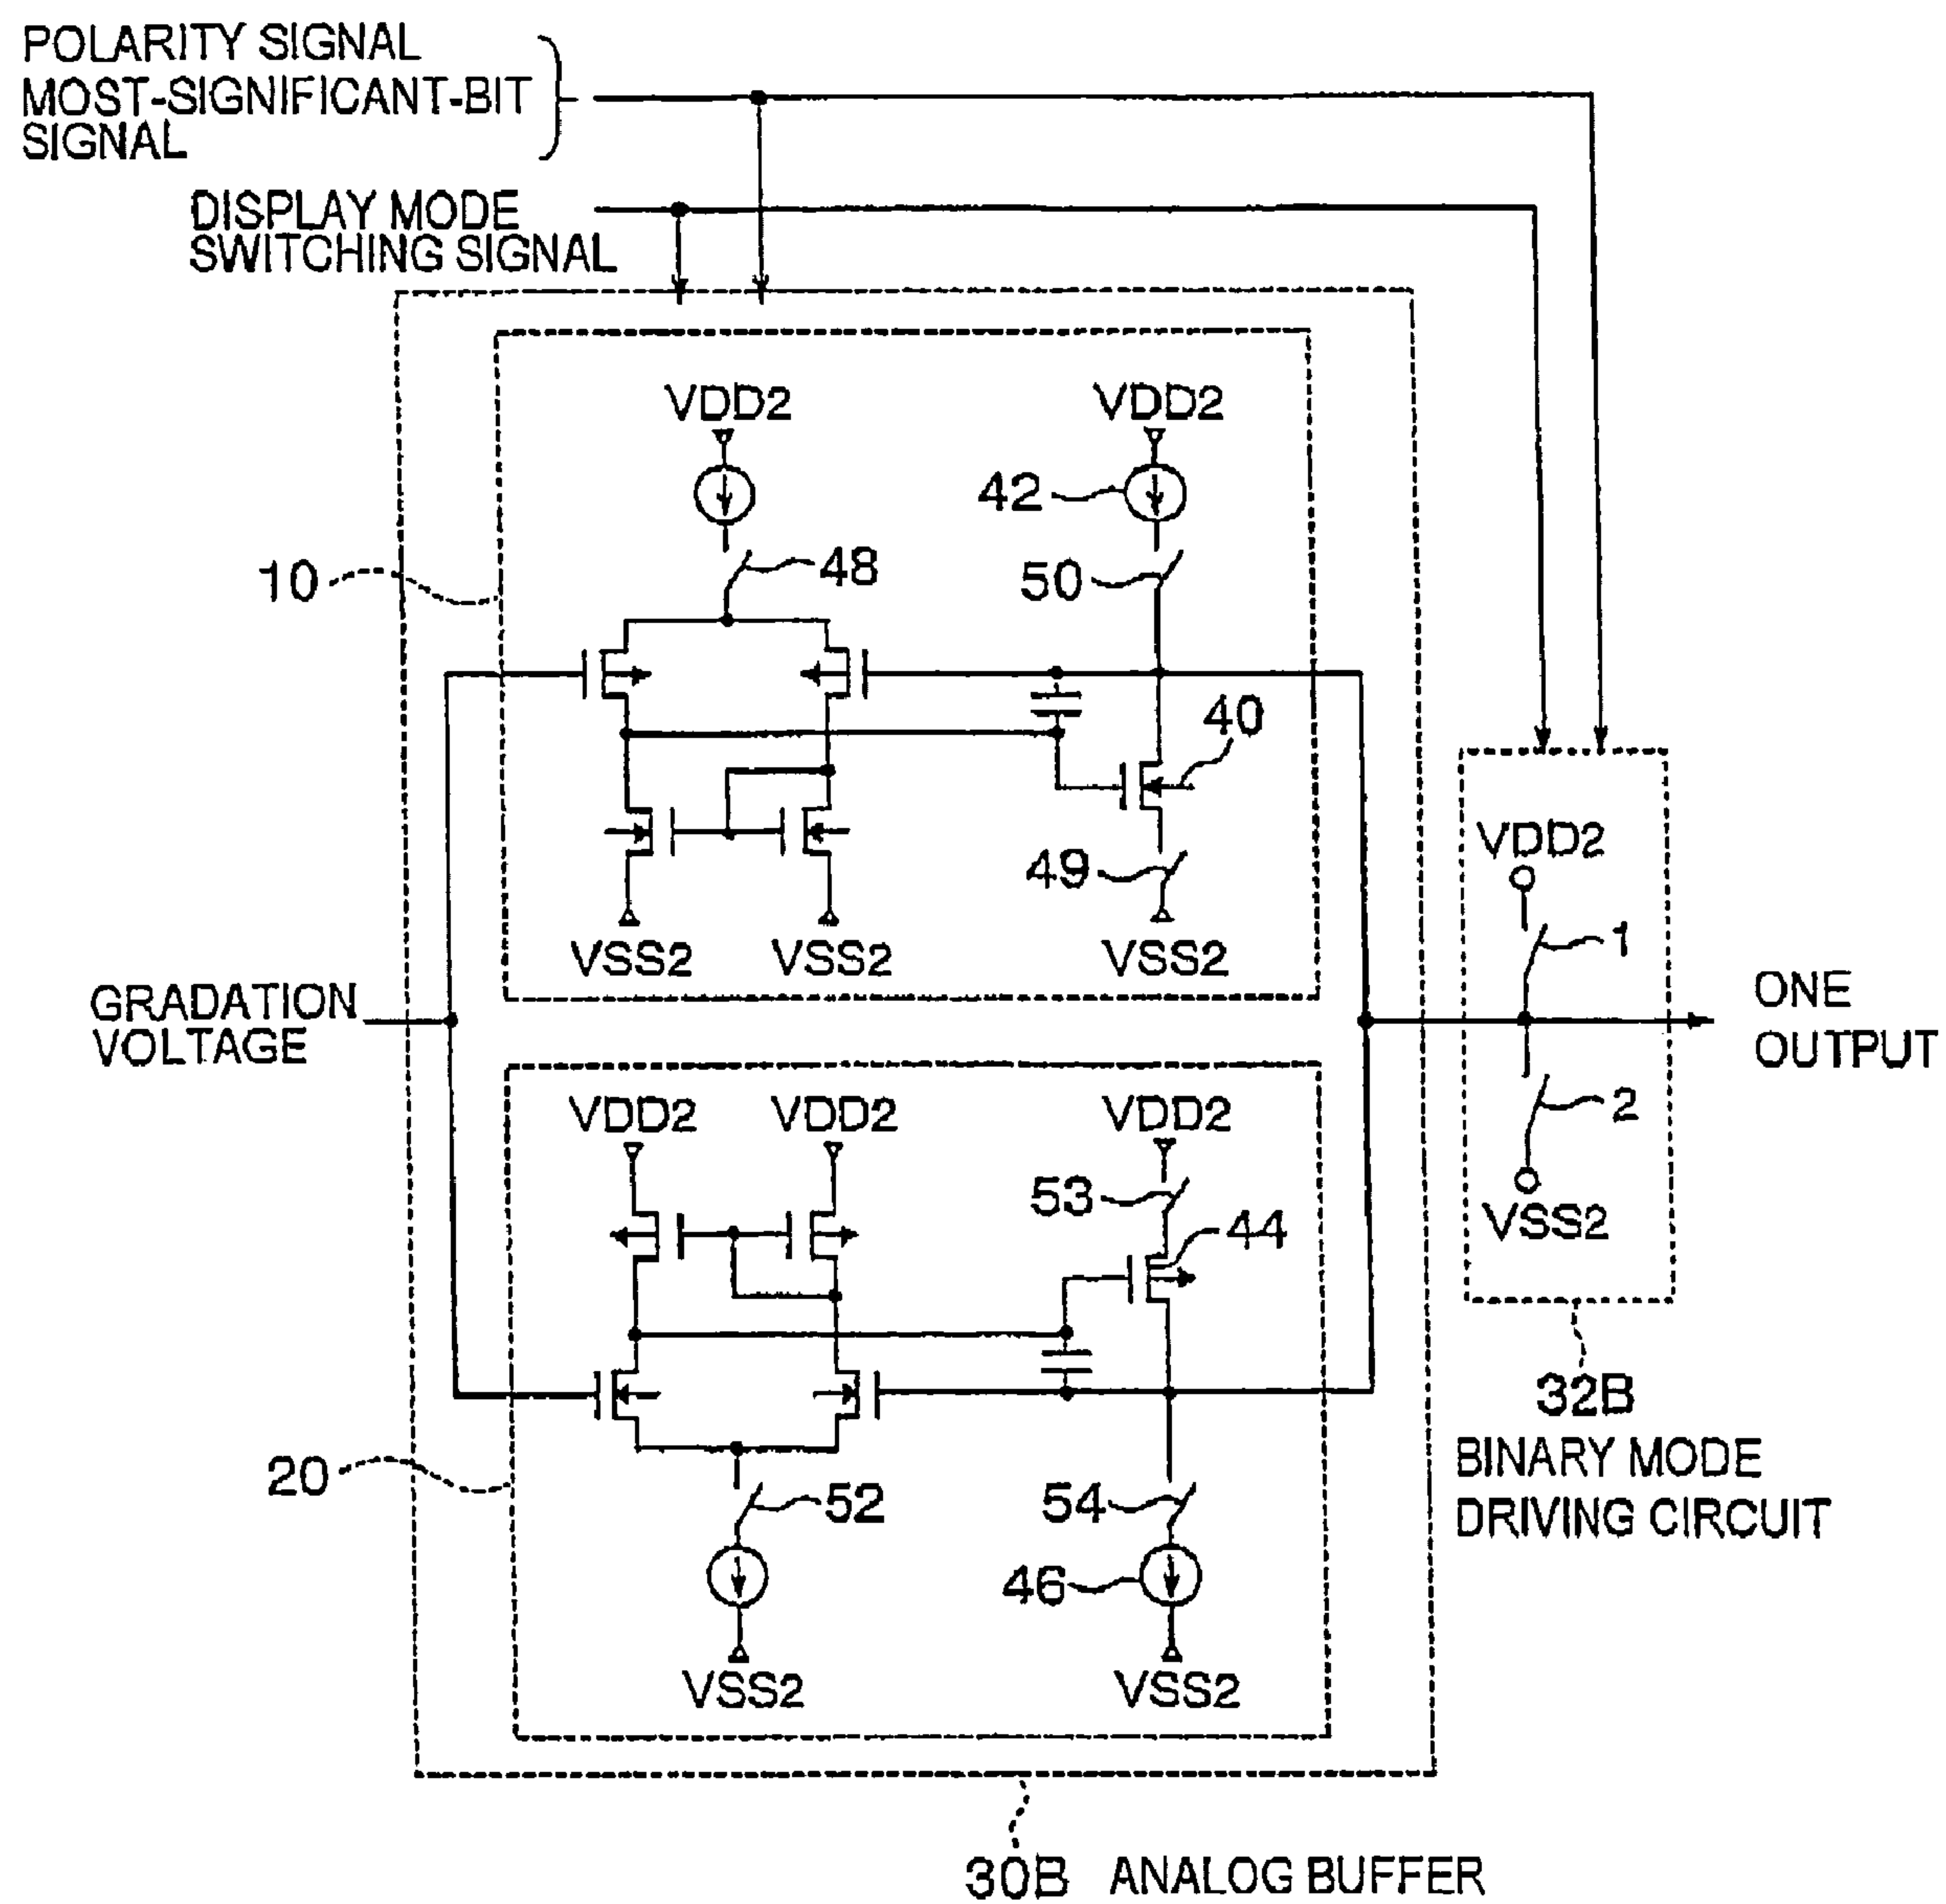 POLARITY SIGNAL
MOST-SIGNIFICANT-BIT
SIGNAL
DISPLAY MODE
SWITCHING SIGNAL
VDD2
VDD2
42
10
48
50
40
49
VSS2
VSS2
VSS2
VDD2
1
GRADATION
VOLTAGE
ONE
OUTPUT
2
VSS2
VDD2
VDD2
VDD2
53
44
20
52
54
46
VSS2
VSS2
32B
BINARY MODE
DRIVING CIRCUIT
30B ANALOG BUFFER